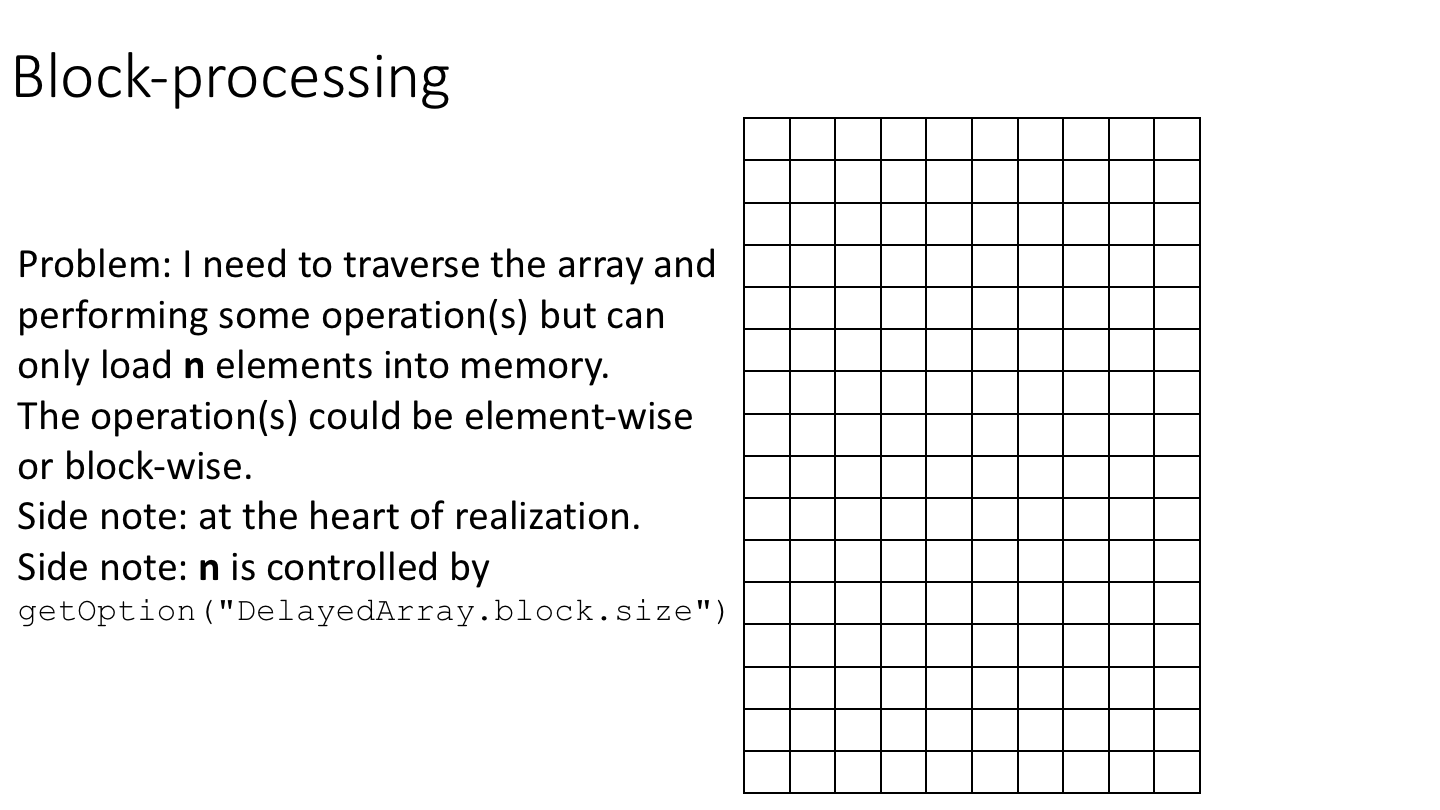 Block-processing
Problem: I need to traverse the array and
performing some operation(s) but can
only load n elements into memory.
The operation(s) could be element-wise
or block-wise.
Side note: at the heart of realization.
Side note: n is controlled by
getOption("DelayedArray.block.size")